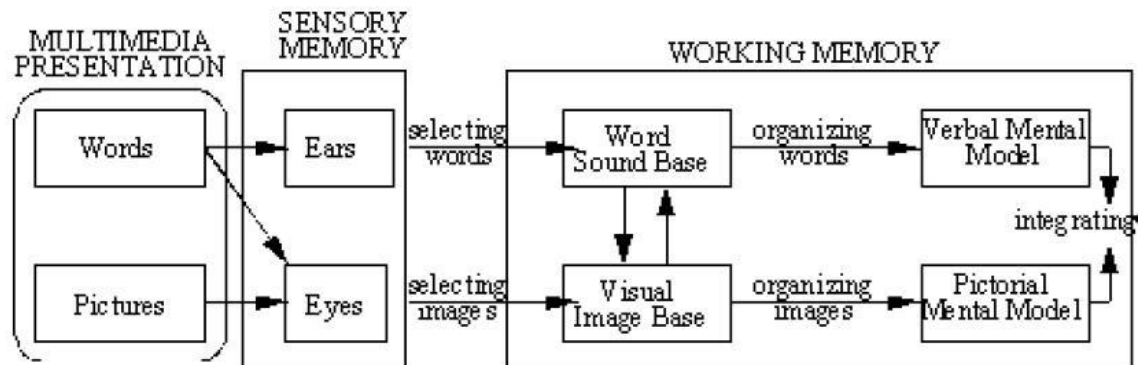 MULTIMEDIA
PRESENTATION
SENSORY
MEMORY
WORKING MEMORY
Words
Ears
selecting
words
Word
Sound Base
organizing
words
Verbal Mental
Model
integrating
Pictures
Eyes
selecting
images
Visual
Image Base
organizing
images
Pictorial
Mental Model